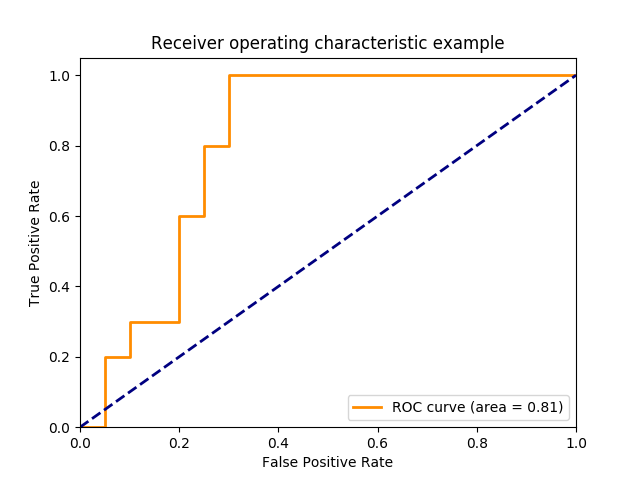 Receiver operating characteristic example
True Positive Rate
1.0
0.8
0.6
0.4
0.2
0.0
0.0 0.2 0.4 0.6 0.8 1.0
False Positive Rate
ROC curve (area = 0.81)